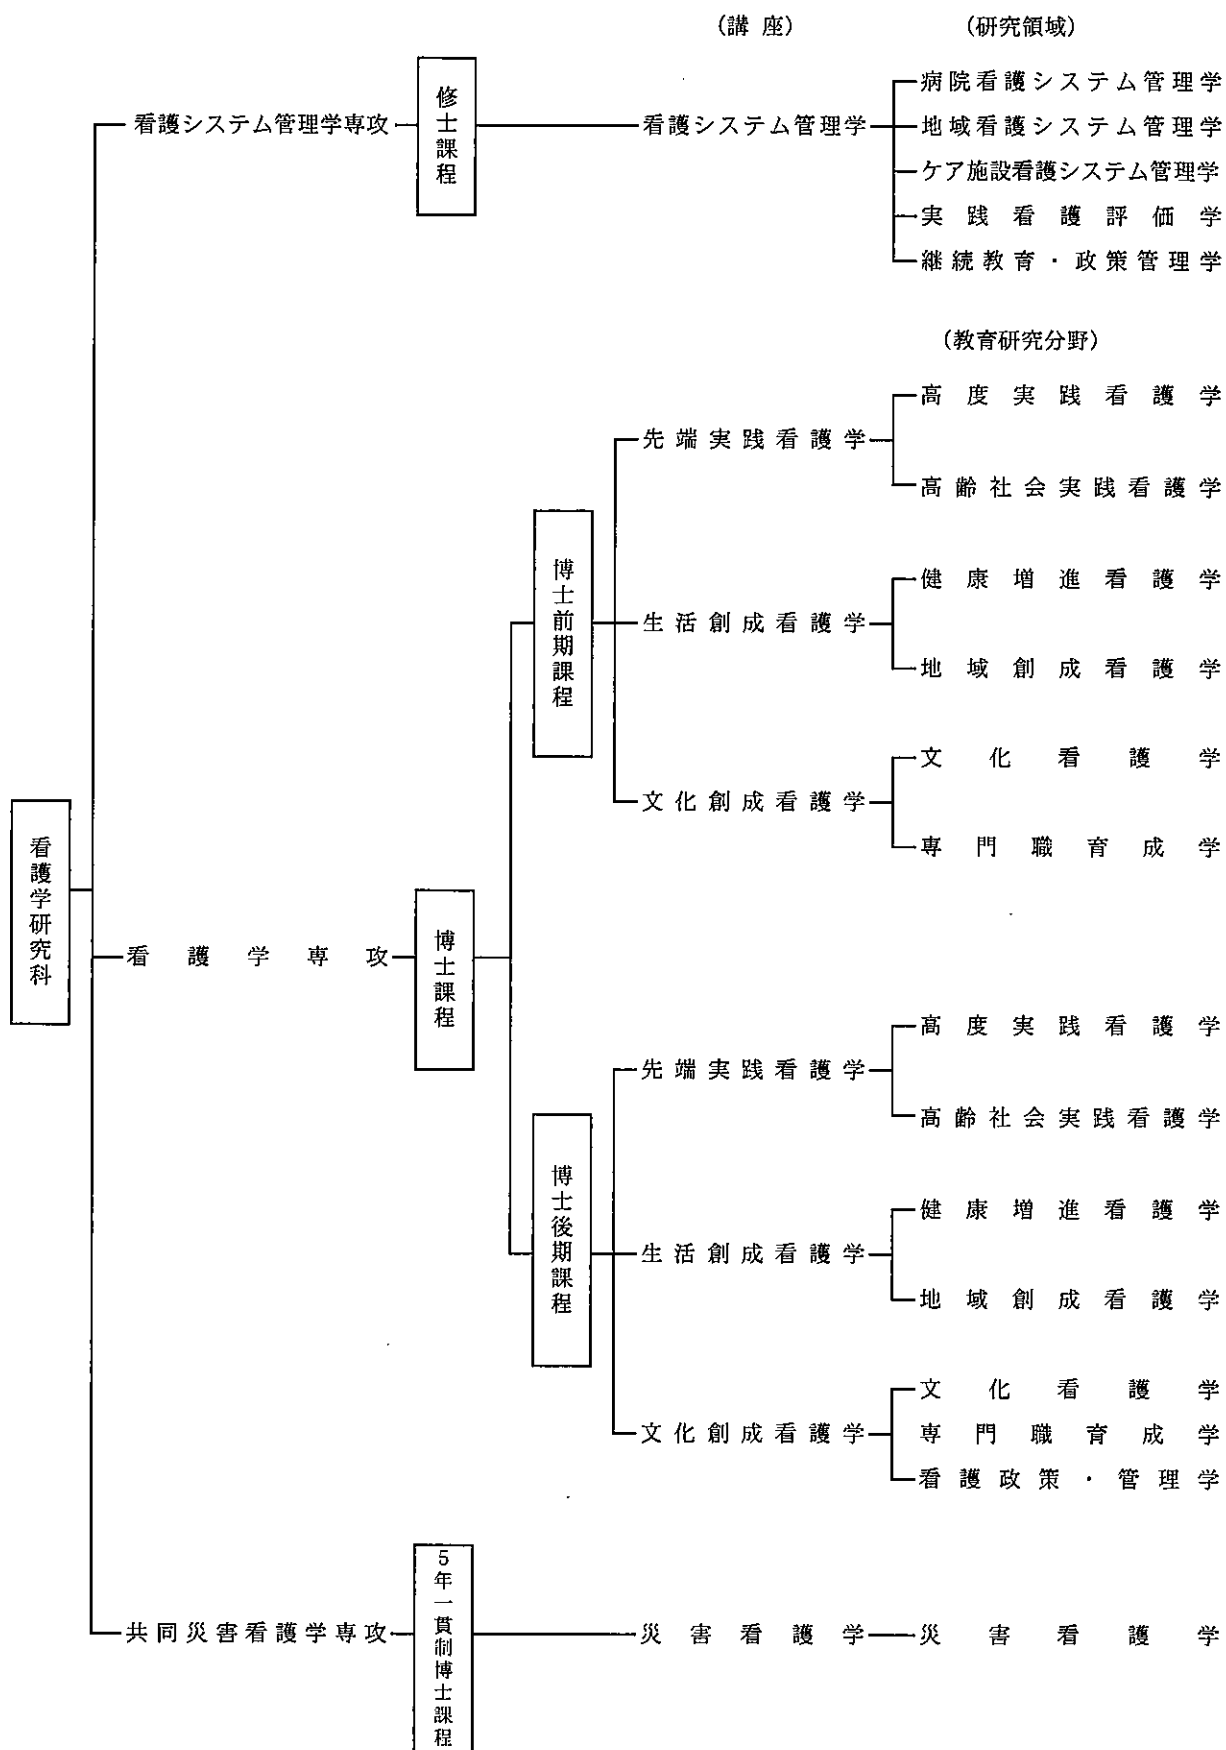 (講座)
(研究領域)
看護学研究科
看護システム管理学専攻
修士課程
看護システム管理学
病院看護システム管理学
地域看護システム管理学
ケア施設看護システム管理学
実践看護評価学
継続教育・政策管理学
(教育研究分野)
看護学専攻
博士課程
博士前期課程
先端実践看護学
高度実践看護学
高齢社会実践看護学
生活創成看護学
健康増進看護学
地域創成看護学
文化創成看護学
文化看護学
専門職育成学
博士後期課程
先端実践看護学
高度実践看護学
高齢社会実践看護学
生活創成看護学
健康増進看護学
地域創成看護学
文化創成看護学
文化看護学
専門職育成学
看護政策・管理学
共同災害看護学専攻
5年一貫制博士課程
災害看護学
災害看護学